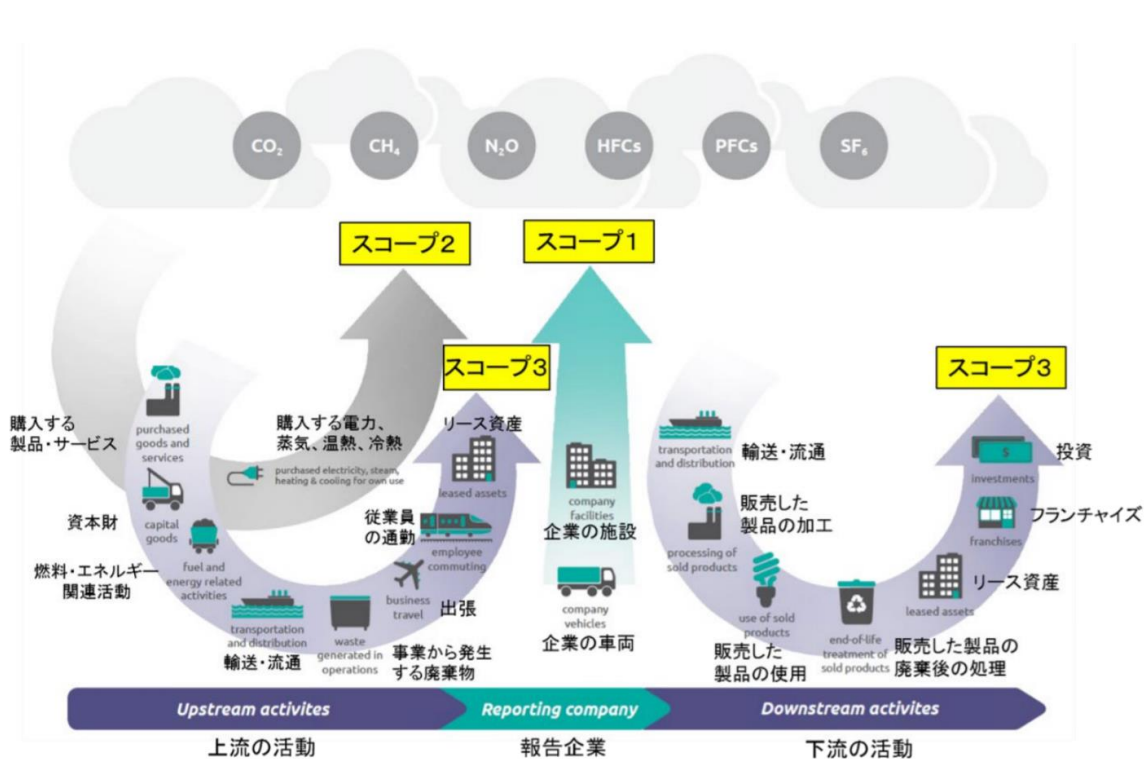 CO₂
CH₄
N₂O
HFCs
PFCs
SF₆
スコープ2
スコープ1
スコープ3
スコープ3
購入する
製品・サービス
purchased
goods and
services
資本財
capital
goods
燃料・エネルギー
関連活動
fuel and
energy related
activities
購入する電力、
蒸気、温熱、冷熱
purchased electricity, steam,
heating & cooling for own use
transportation
and distribution
輸送・流通
waste
generated in
operations
事業から発生
する廃棄物
business
travel
出張
従業員
の通勤
employee
commuting
リース資産
leased assets
company
facilities
企業の施設
company
vehicles
企業の車両
transportation
and distribution
輸送・流通
processing of
sold products
販売した
製品の加工
use of sold
products
販売した
製品の使用
end-of-life
treatment of
sold products
販売した製品の
廃棄後の処理
leased assets
リース資産
franchises
フランチャイズ
$
investments
投資
Upstream activites
Reporting company
Downstream activites
上流の活動
報告企業
下流の活動